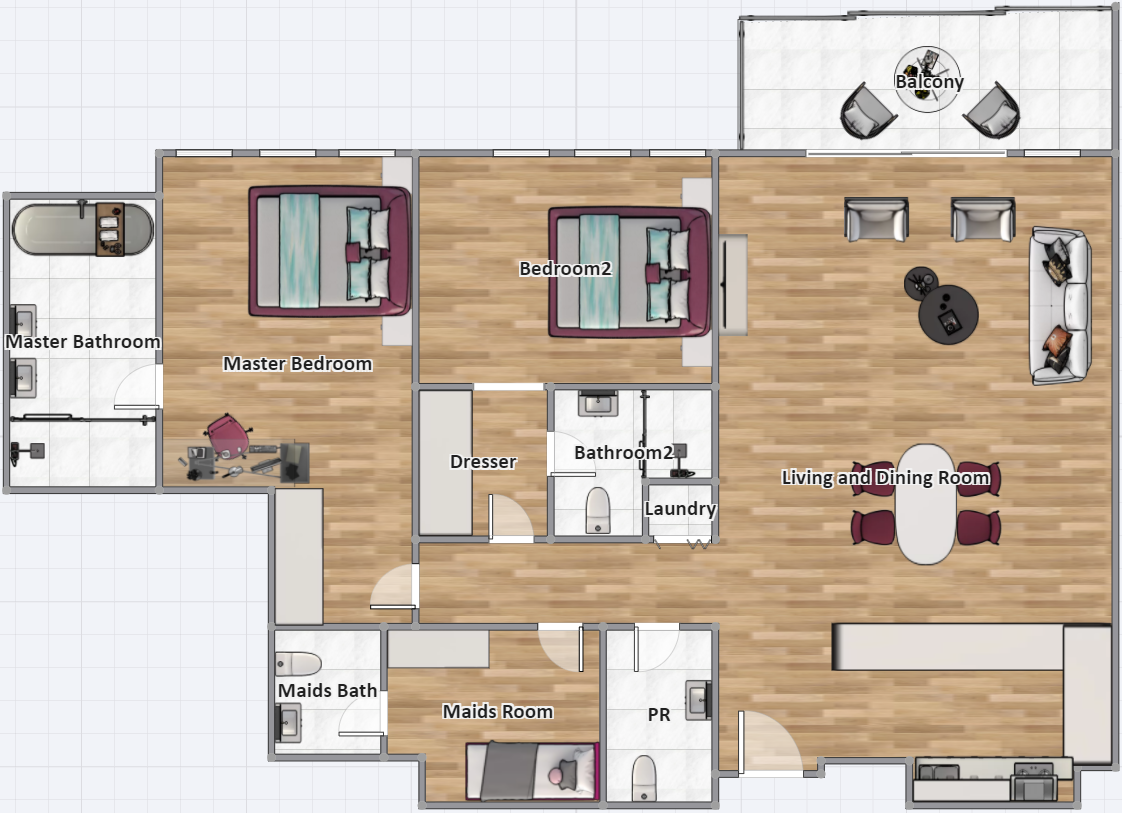 Balcony
Bedroom2
Master Bathroom
Master Bedroom
Bathroom2
Dresser
Living and Dining Room
Laundry
Maids Bath
Maids Room
PR